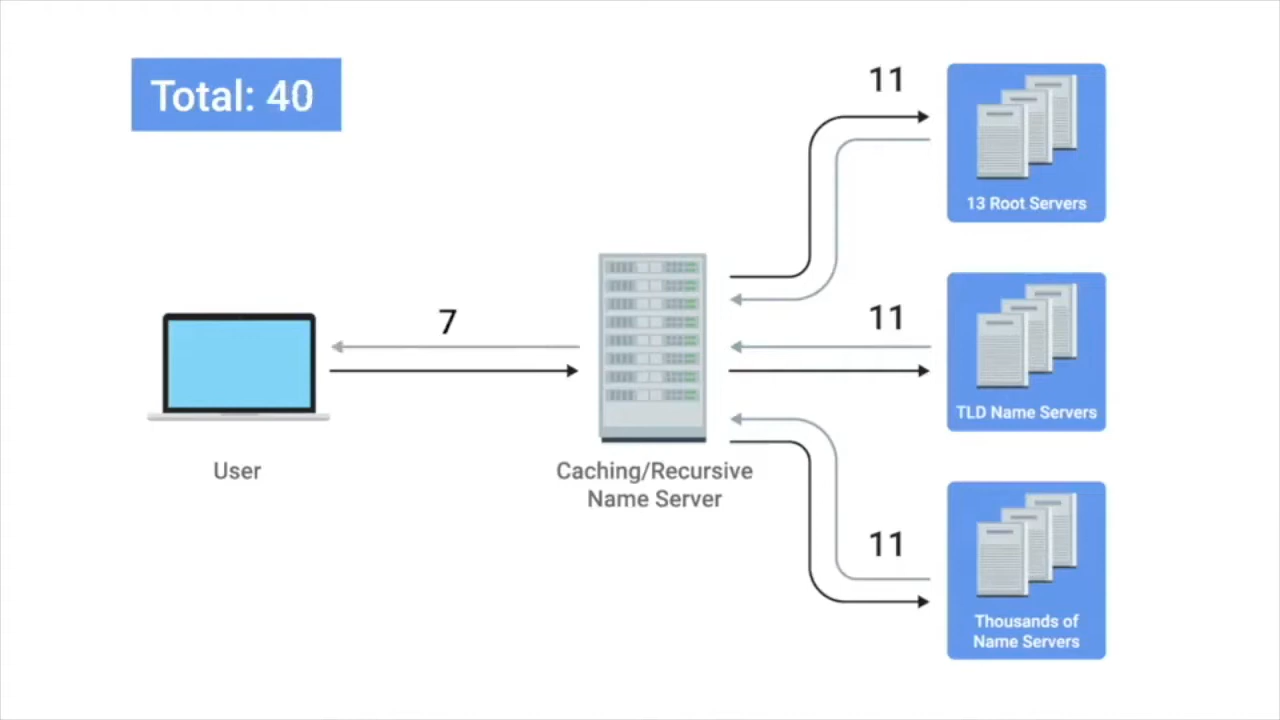 Total: 40
11
13 Root Servers
7
11
TLD Name Servers
User
Caching/Recursive
Name Server
11
Thousands of
Name Servers